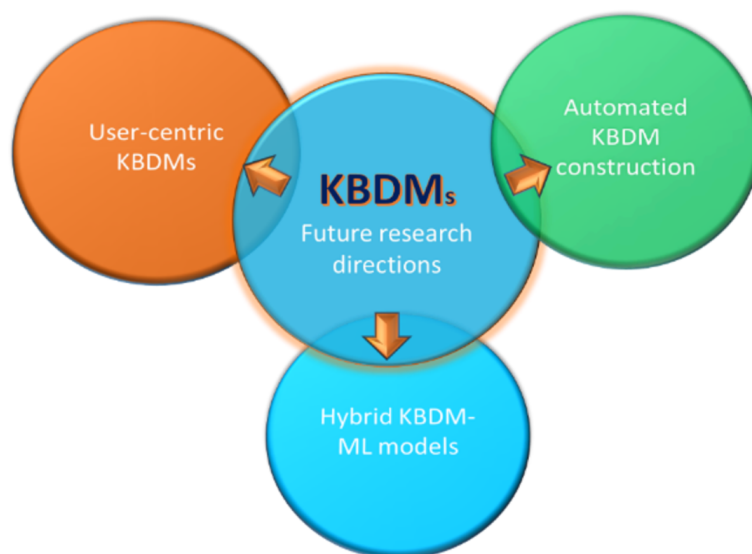 User-centric
KBDMs
KBDMs
Future research
directions
Automated
KBDM
construction
Hybrid KBDM-
ML models